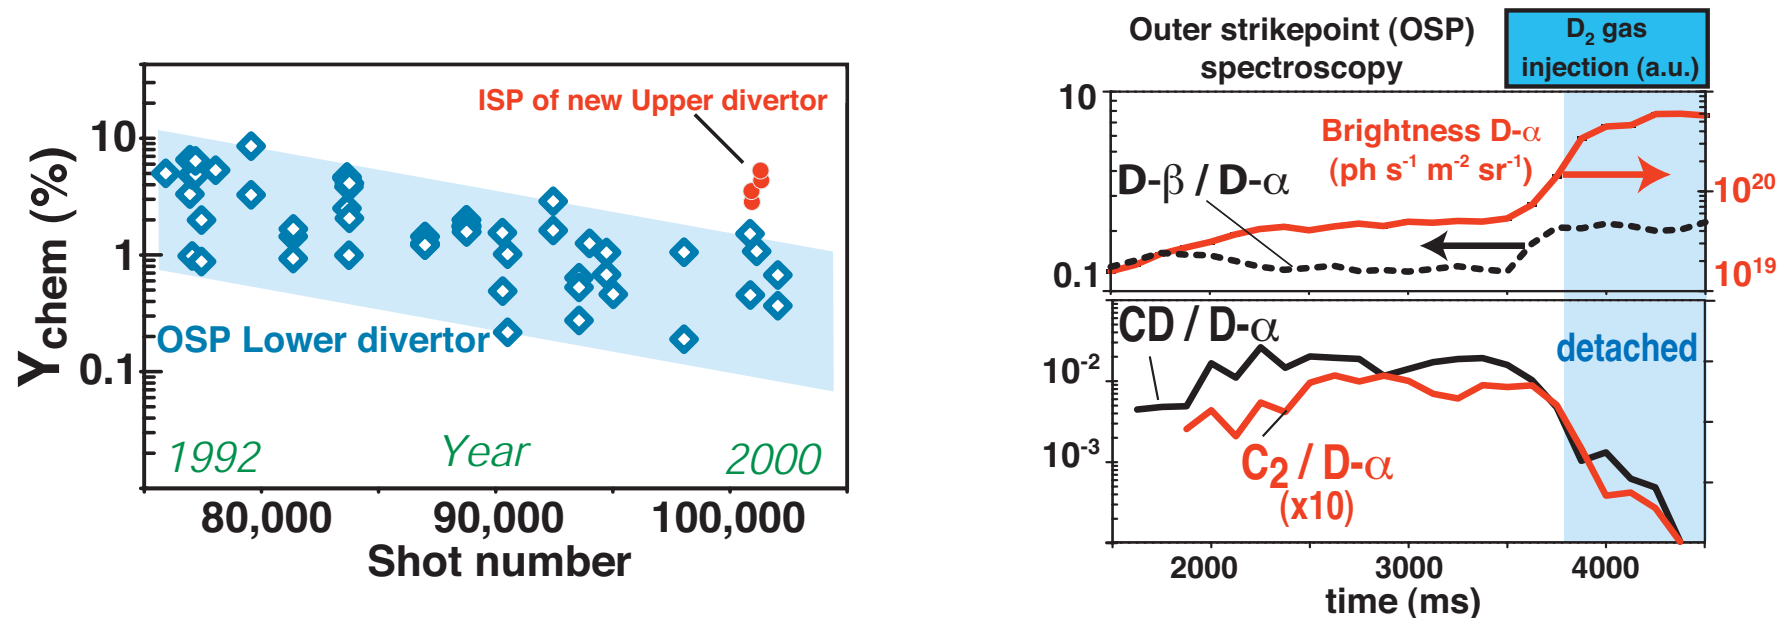 ISP of new Upper divertor
10
1
0.1
Y chem (%)
OSP Lower divertor
1992
Year
2000
80,000
90,000
100,000
Shot number
Outer strikepoint (OSP)
spectroscopy
D2 gas
injection (a.u.)
10
0.1
Brightness D-α
(ph s-1 m-2 sr-1)
D-β / D-α
10^20
10^19
CD / D-α
detached
10^-2
10^-3
C2 / D-α
(x10)
2000
3000
4000
time (ms)